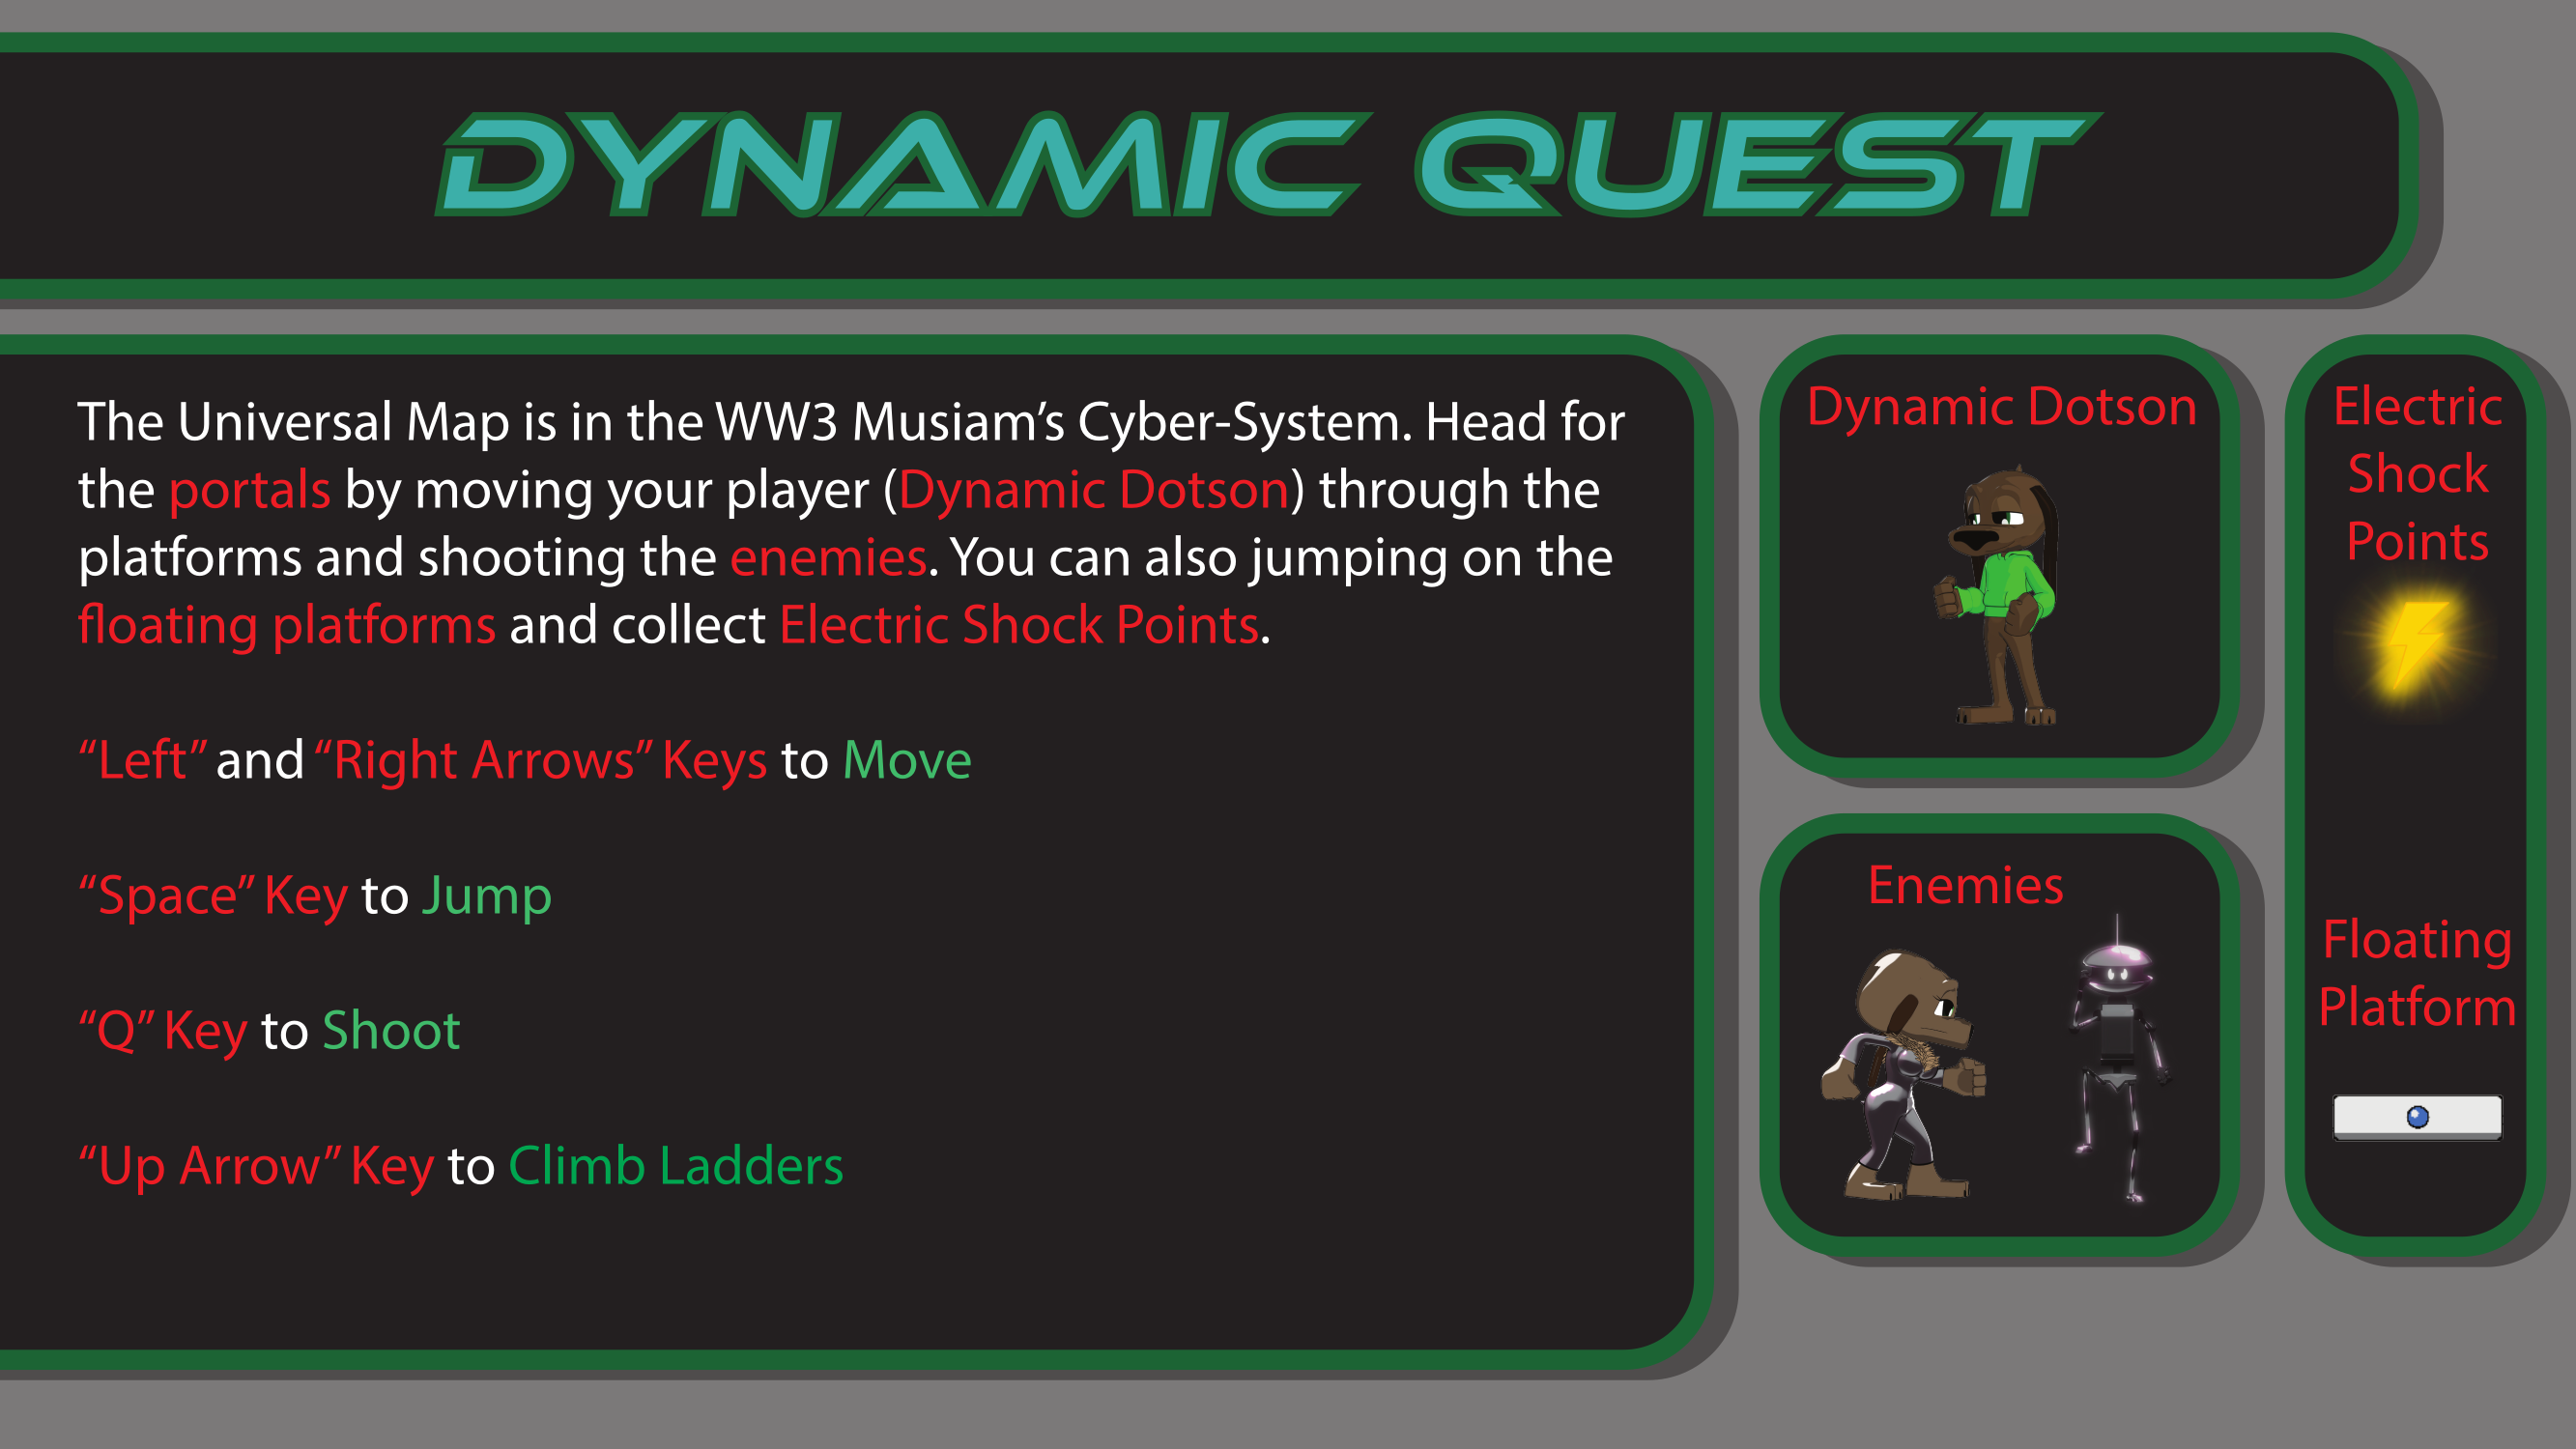 DYNAMIC QUEST
The Universal Map is in the WW3 Musiam’s Cyber-System. Head for
the portals by moving your player (Dynamic Dotson) through the
platforms and shooting the enemies. You can also jumping on the
floating platforms and collect Electric Shock Points.
“Left” and “Right Arrows” Keys to Move
“Space” Key to Jump
“Q” Key to Shoot
“Up Arrow” Key to Climb Ladders
Dynamic Dotson
Enemies
Electric
Shock
Points
Floating
Platform